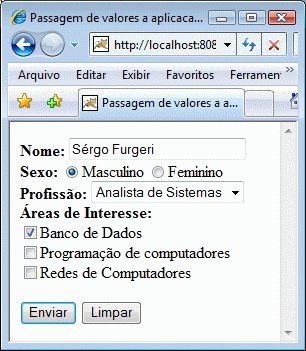 Passagem de valores a aplicaca...
http://localhost:808
Arquivo Editar Exibir Favoritos Ferramen
Passagem de valores a a...
Nome: Sérgo Furgeri
Sexo: Masculino Feminino
Profissão: Analista de Sistemas
Áreas de Interesse:
Banco de Dados
Programação de computadores
Redes de Computadores
Enviar Limpar